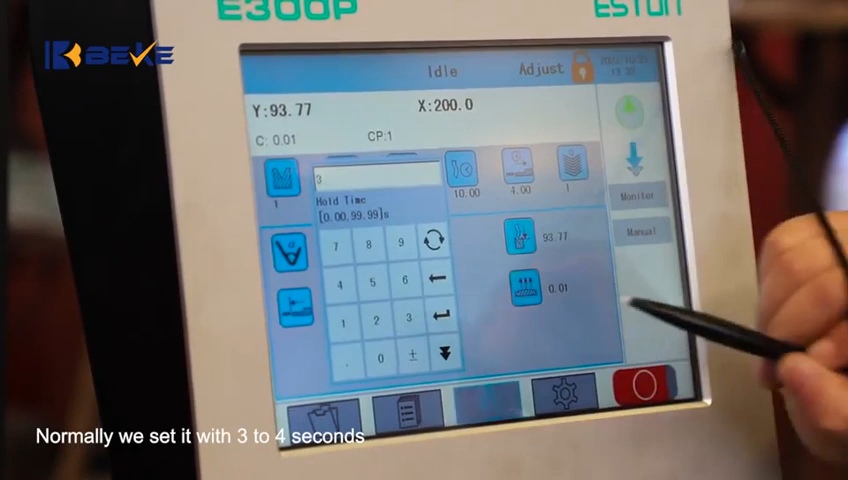 E300P
ESTUN
BEKE
Idle
Adjust
Y:93.77
X:200.0
C: 0.01
CP:1
3
Hold Time
[0.00,99.99]s
10.00
4.00
1
1
7 8 9
4 5 6
1 2 3
. 0 ±
93.77
0.01
Monitor
Manual
Normally we set it with 3 to 4 seconds